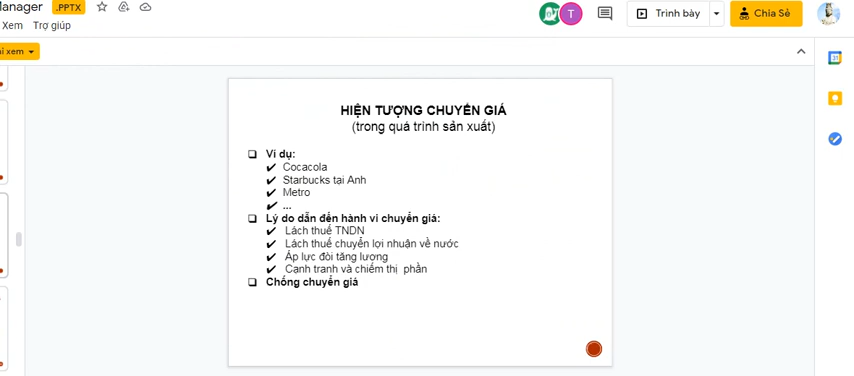 Manager .PPTX
Trình bày
Chia Sẻ
T
Xem Trợ giúp
xem
31
HIỆN TƯỢNG CHUYỂN GIÁ
(trong quá trình sản xuất)
Ví dụ:
Cocacola
Starbucks tại Anh
Metro
...
Lý do dẫn đến hành vi chuyển giá:
Lách thuế TNDN
Lách thuế chuyển lợi nhuận về nước
Áp lực đòi tăng lương
Cạnh tranh và chiếm thị phần
Chống chuyển giá